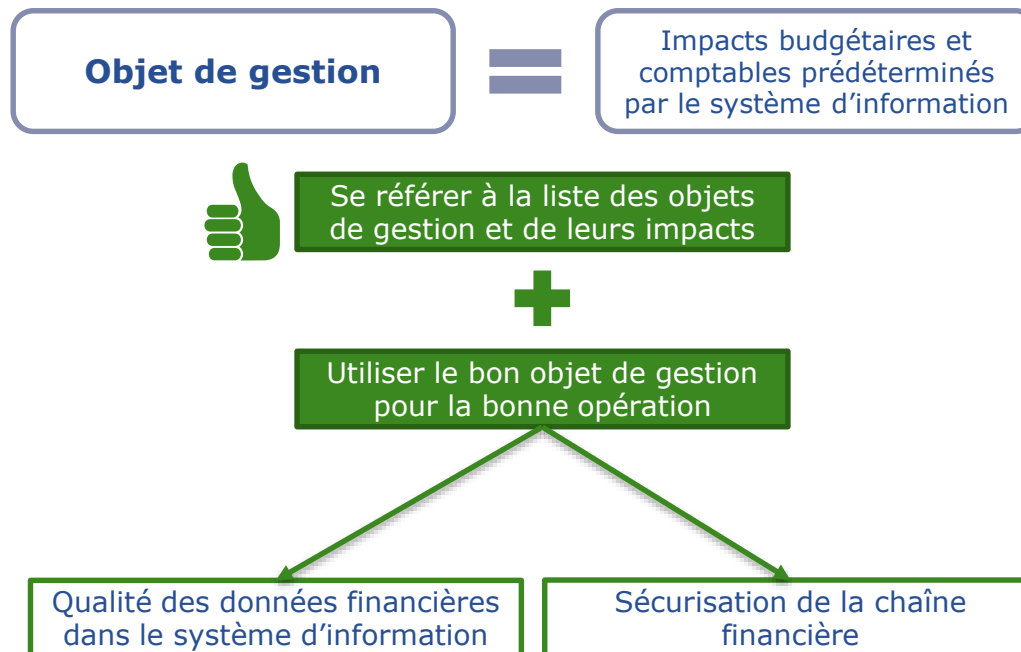 Objet de gestion
Impacts budgétaires et
comptables prédéterminés
par le système d’information
Se référer à la liste des objets
de gestion et de leurs impacts
Utiliser le bon objet de gestion
pour la bonne opération
Qualité des données financières
dans le système d’information
Sécurisation de la chaîne
financière